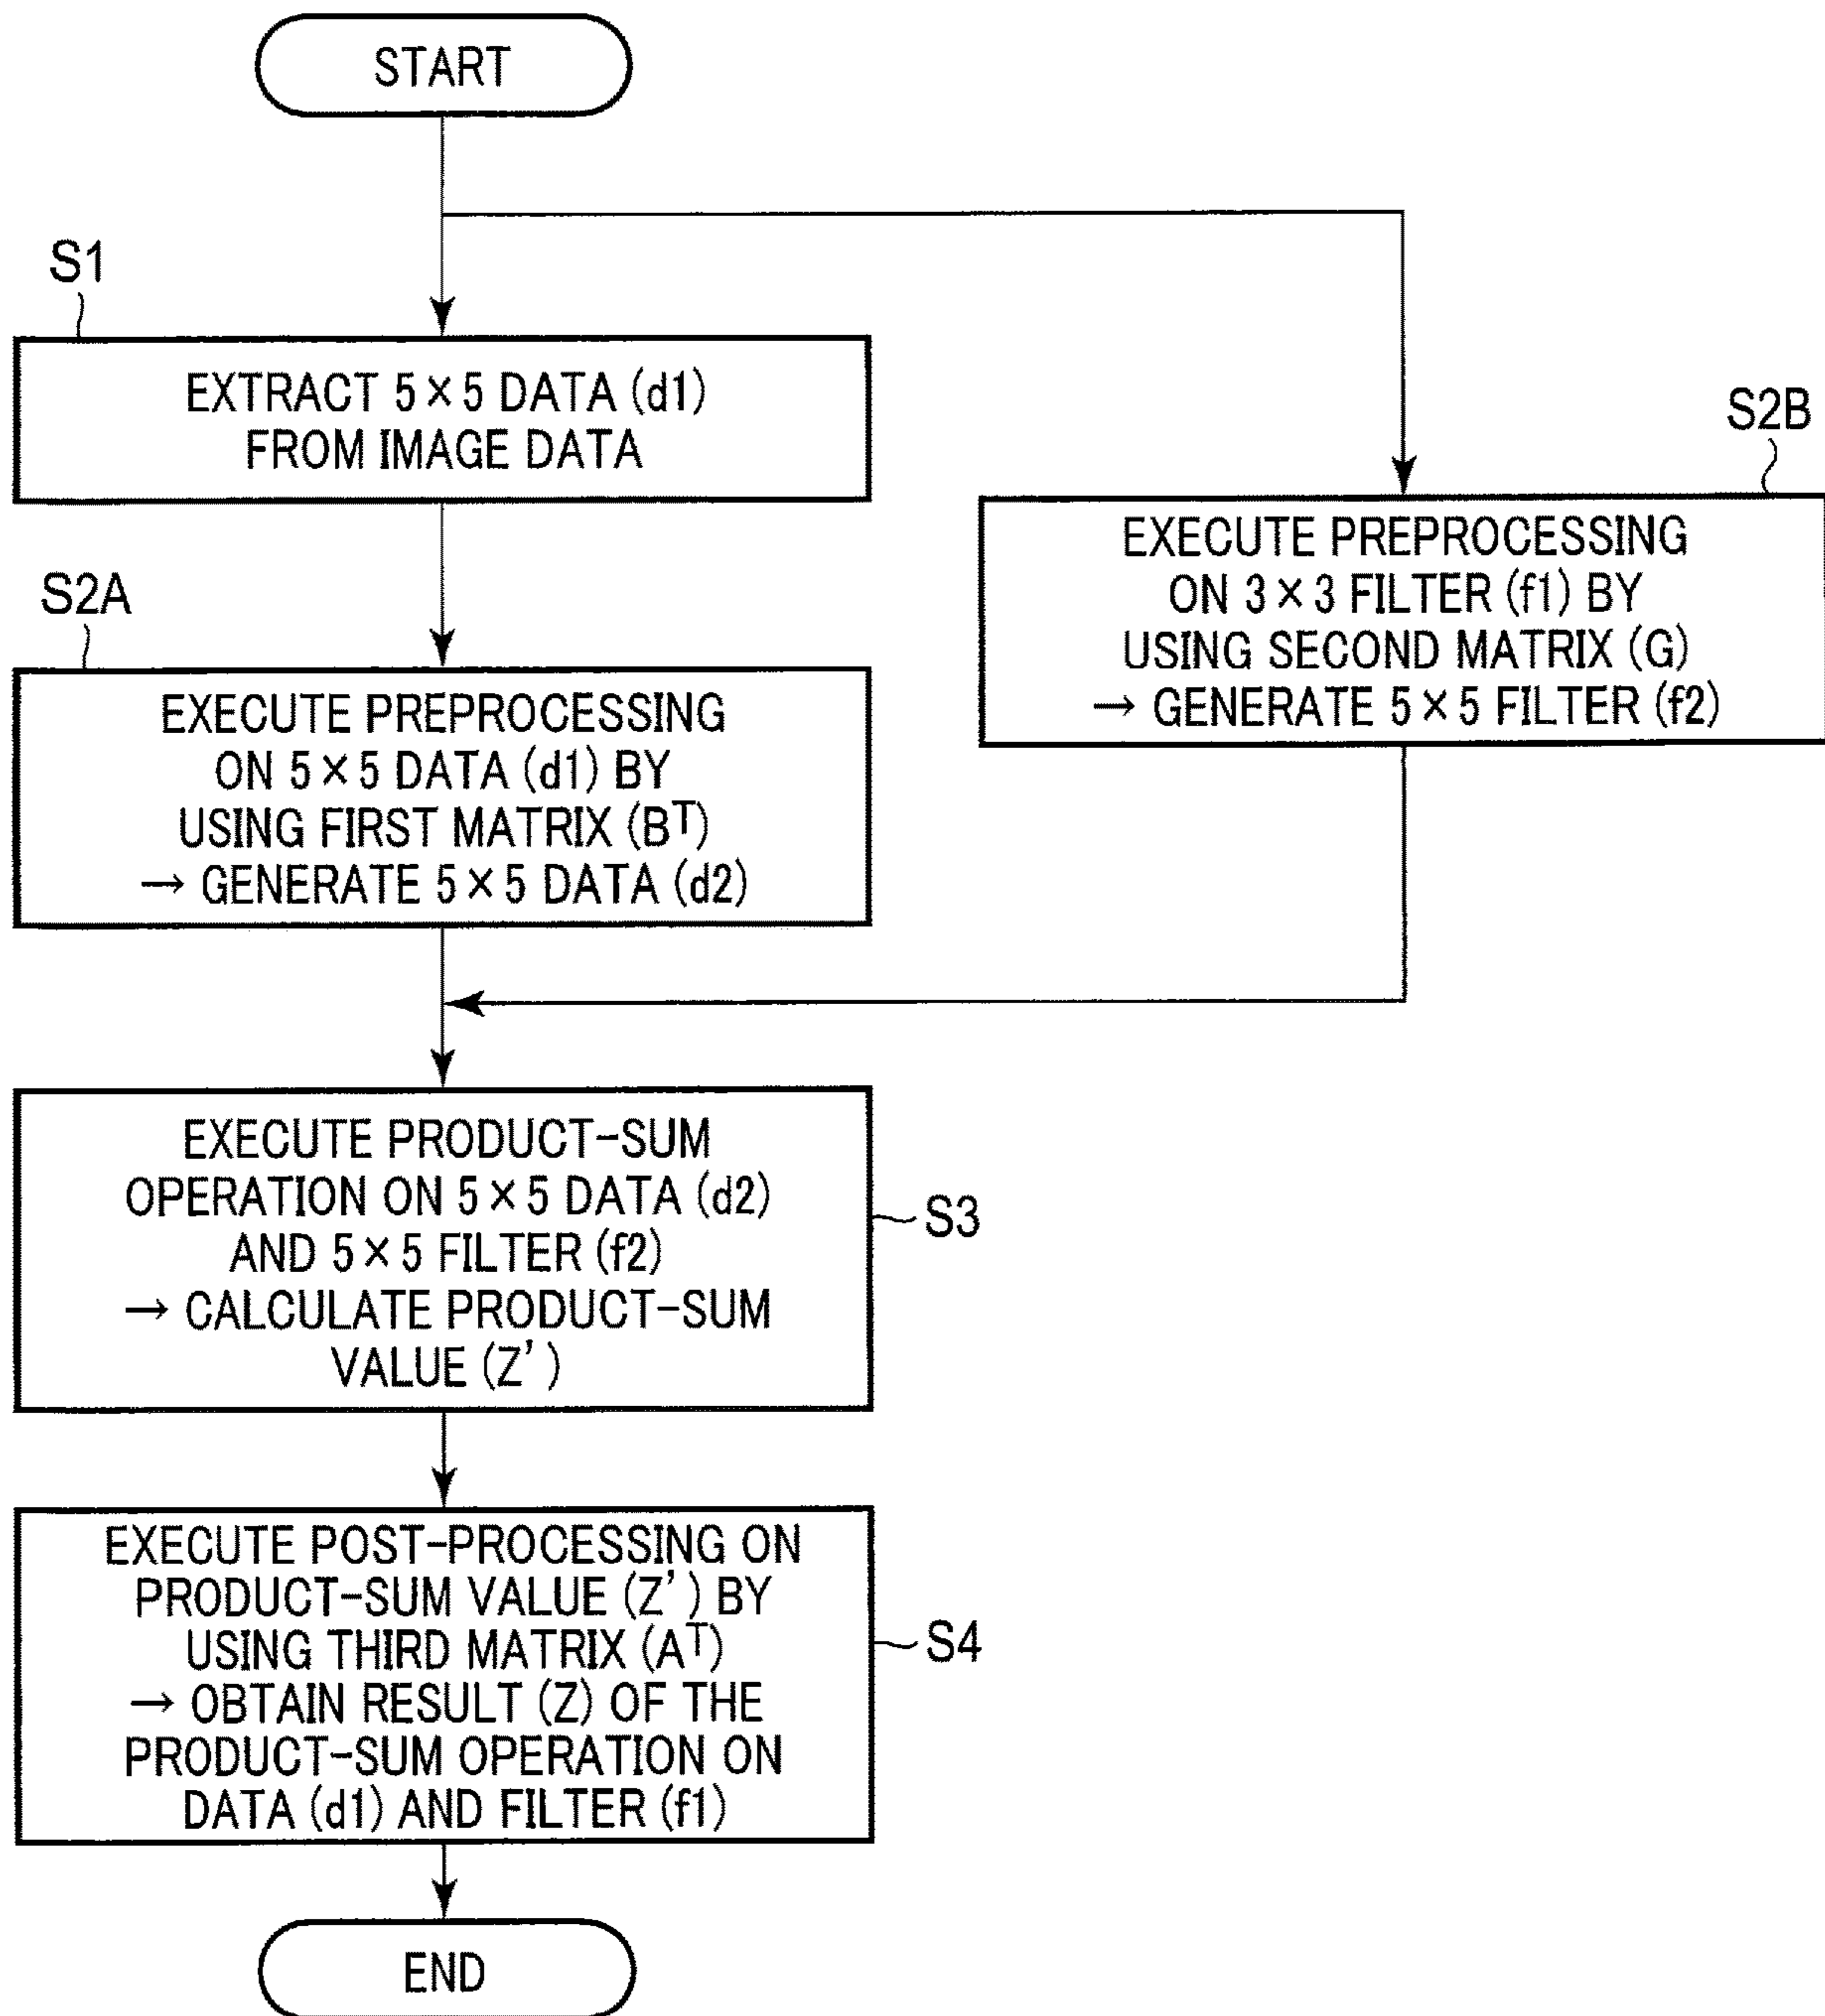 START
S1
EXTRACT 5×5 DATA (d1)
FROM IMAGE DATA
S2B
EXECUTE PREPROCESSING
ON 3×3 FILTER (f1) BY
USING SECOND MATRIX (G)
→ GENERATE 5×5 FILTER (f2)
S2A
EXECUTE PREPROCESSING
ON 5×5 DATA (d1) BY
USING FIRST MATRIX (Bᵀ)
→ GENERATE 5×5 DATA (d2)
EXECUTE PRODUCT-SUM
OPERATION ON 5×5 DATA (d2)
AND 5×5 FILTER (f2)
→ CALCULATE PRODUCT-SUM
VALUE (Z')
S3
EXECUTE POST-PROCESSING ON
PRODUCT-SUM VALUE (Z') BY
USING THIRD MATRIX (Aᵀ)
→ OBTAIN RESULT (Z) OF THE
PRODUCT-SUM OPERATION ON
DATA (d1) AND FILTER (f1)
S4
END